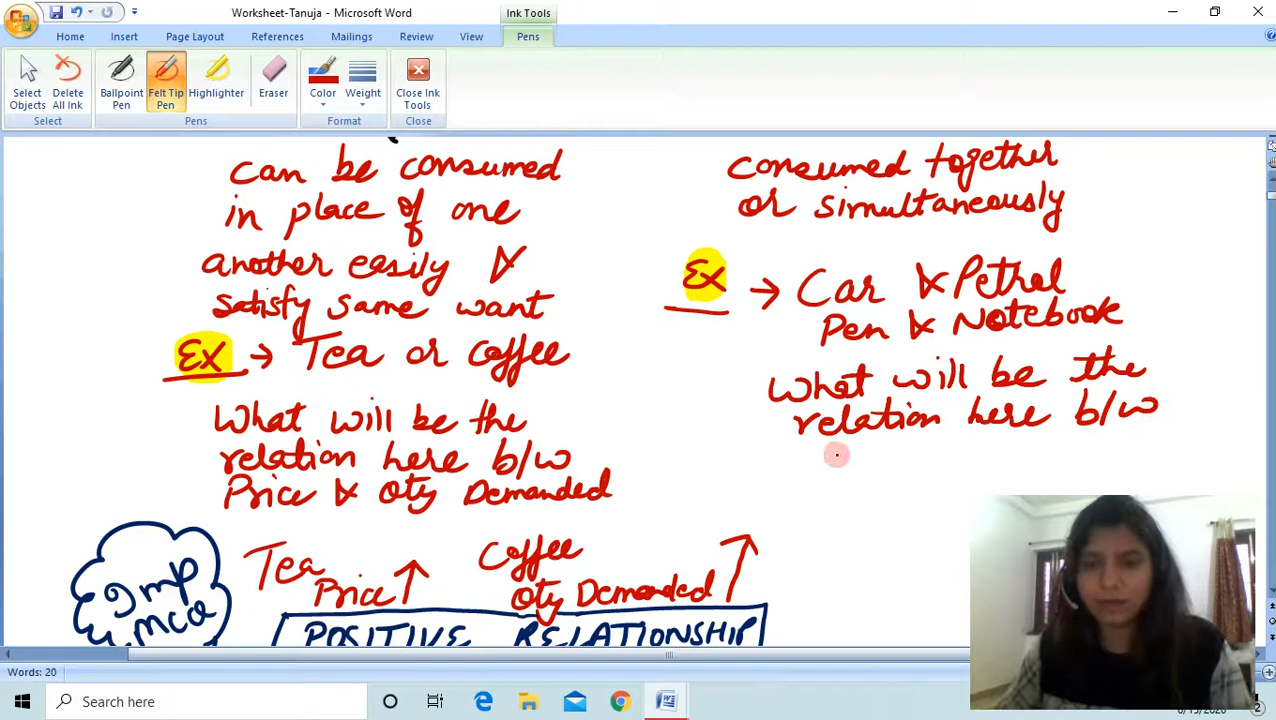 Worksheet-Tanuja - Microsoft Word
Ink Tools
Home Insert Page Layout References Mailings Review View Pens
Select Objects
Delete All Ink
Ballpoint Pen
Felt Tip Pen
Highlighter
Eraser
Color
Weight
Close Ink Tools
Select
Pens
Format
Close
can be consumed
in place of one
another easily &
satisfy same want
Ex → Tea or coffee
What will be the
relation here b/w
Price & Qty Demanded
Tea
Price ↑
Coffee
Qty Demanded ↑
Imp
MCQ
POSITIVE RELATIONSHIP
consumed together
or simultaneously
Ex → Car & Petrol
Pen & Notebook
What will be the
relation here b/w
Words: 20
Search here
2